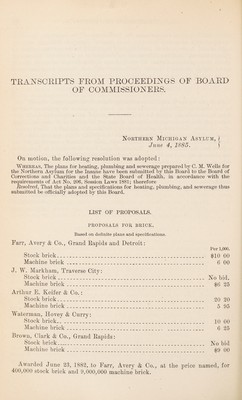 TRANSCRIPTS FROM PROCEEDINGS OF BOARD
OF COMMISSIONERS.
NORTHERN MICHIGAN ASYLUM,
June 4, 1885.
On motion, the following resolution was adopted:
WHEREAS, The plans for heating, plumbing and sewerage prepared by C. M. Wells for
the Northern Asylum for the Insane have been submitted by this Board to the Board of
Corrections and Charities and the State Board of Health, in accordance with the
requirements of Act No. 206, Session Laws 1881; therefore
Resolved, That the plans and specifications for heating, plumbing, and sewerage thus
submitted be officially adopted by this Board.
LIST OF PROPOSALS.
PROPOSALS FOR BRICK.
Based on definite plans and specifications.
Farr, Avery & Co., Grand Rapids and Detroit:
Per 1,000.
Stock brick $10 00
Machine brick 6 00
J. W. Markham, Traverse City:
Stock brick No bid.
Machine brick $6 25
Arthur E. Keifer & Co.:
Stock brick 20 20
Machine brick 5 85
Waterman, Hovey & Curry:
Stock brick 10 00
Machine brick 6 25
Brown, Clark & Co., Grand Rapids:
Stock brick No bid
Machine brick $9 00
Awarded June 23, 1882, to Farr, Avery & Co., at the price named, for
400,000 stock brick and 9,000,000 machine brick.